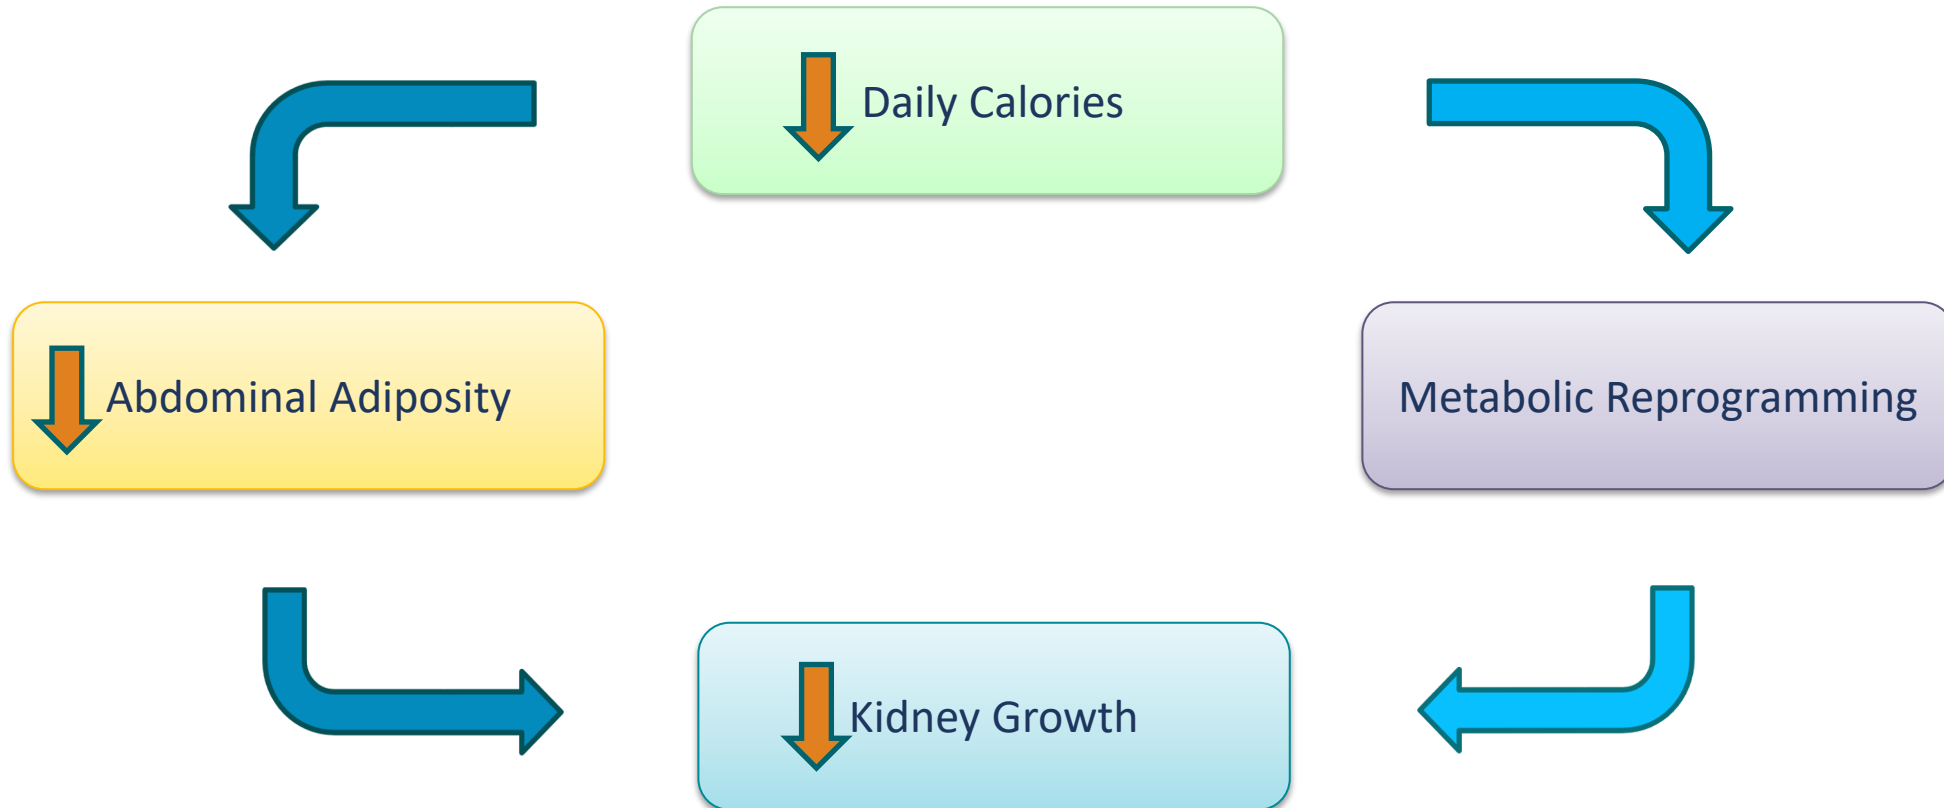 Daily Calories
Abdominal Adiposity
Metabolic Reprogramming
Kidney Growth